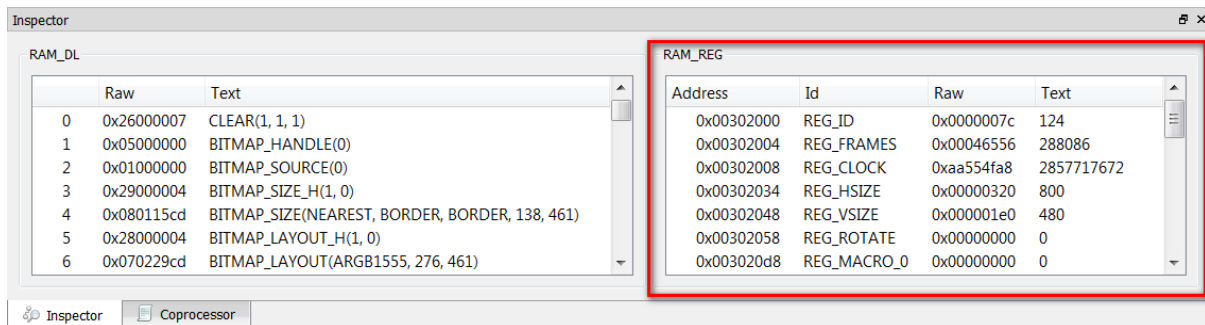 Inspector
RAM_DL
Raw Text
0 0x26000007 CLEAR(1, 1, 1)
1 0x05000000 BITMAP_HANDLE(0)
2 0x01000000 BITMAP_SOURCE(0)
3 0x29000004 BITMAP_SIZE_H(1, 0)
4 0x080115cd BITMAP_SIZE(NEAREST, BORDER, BORDER, 138, 461)
5 0x28000004 BITMAP_LAYOUT_H(1, 0)
6 0x070229cd BITMAP_LAYOUT(ARGB1555, 276, 461)
RAM_REG
Address Id Raw Text
0x00302000 REG_ID 0x0000007c 124
0x00302004 REG_FRAMES 0x00046556 288086
0x00302008 REG_CLOCK 0xaa554fa8 2857717672
0x00302034 REG_HSIZE 0x00000320 800
0x00302048 REG_VSIZE 0x000001e0 480
0x00302058 REG_ROTATE 0x00000000 0
0x003020d8 REG_MACRO_0 0x00000000 0
Inspector Coprocessor